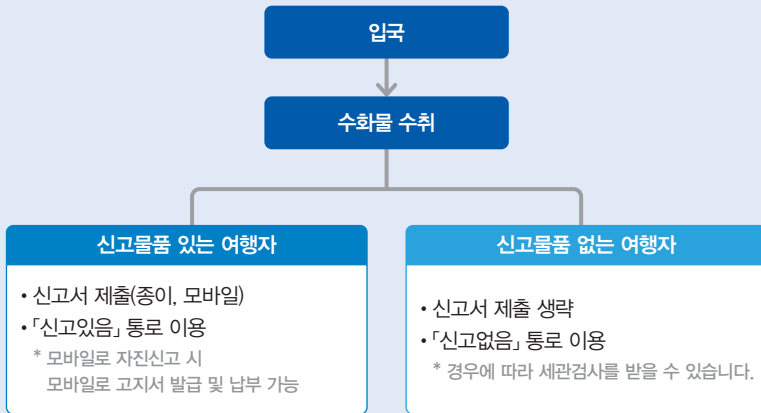 입국
수화물 수취
신고물품 있는 여행자
• 신고서 제출(종이, 모바일)
•「신고있음」 통로 이용
* 모바일로 자진신고 시
모바일로 고지서 발급 및 납부 가능
신고물품 없는 여행자
• 신고서 제출 생략
•「신고없음」 통로 이용
* 경우에 따라 세관검사를 받을 수 있습니다.